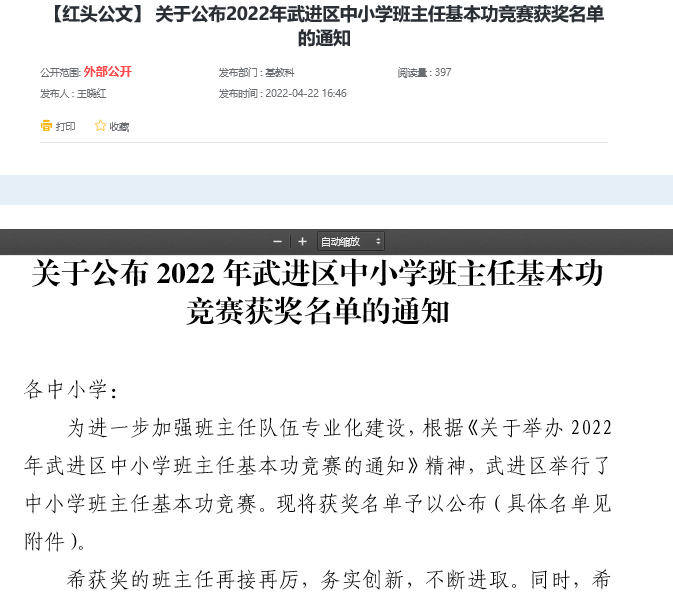 【红头公文】 关于公布2022年武进区中小学班主任基本功竞赛获奖名单
的通知
公开范围: 外部公开 发布部门 : 基教科 阅读量 : 397
发布人 : 王晓红 发布时间 : 2022-04-22 16:46
打印 收藏
自动缩放
关于公布 2022 年武进区中小学班主任基本功
竞赛获奖名单的通知
各中小学：
为进一步加强班主任队伍专业化建设，根据《关于举办 2022
年武进区中小学班主任基本功竞赛的通知》精神，武进区举行了
中小学班主任基本功竞赛。现将获奖名单予以公布（具体名单见
附件）。
希获奖的班主任再接再厉，务实创新，不断进取。同时，希